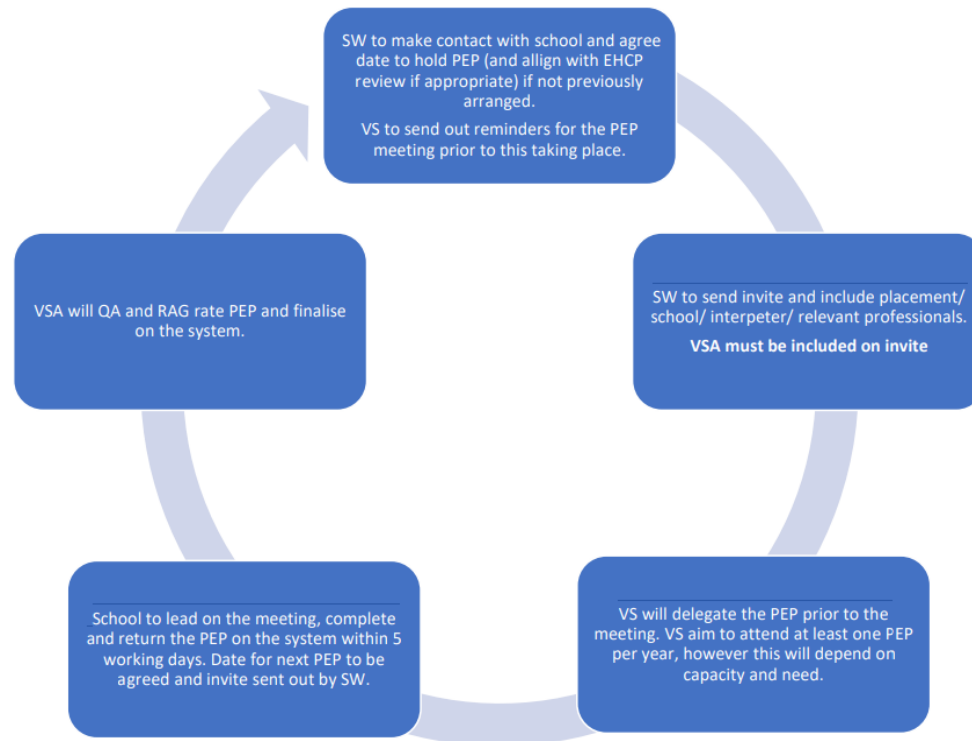 SW to make contact with school and agree
date to hold PEP (and allign with EHCP
review if appropriate) if not previously
arranged.
VS to send out reminders for the PEP
meeting prior to this taking place.
SW to send invite and include placement/
school/ interpeter/ relevant professionals.
VSA must be included on invite
VS will delegate the PEP prior to the
meeting. VS aim to attend at least one PEP
per year, however this will depend on
capacity and need.
School to lead on the meeting, complete
and return the PEP on the system within 5
working days. Date for next PEP to be
agreed and invite sent out by SW.
VSA will QA and RAG rate PEP and finalise
on the system.